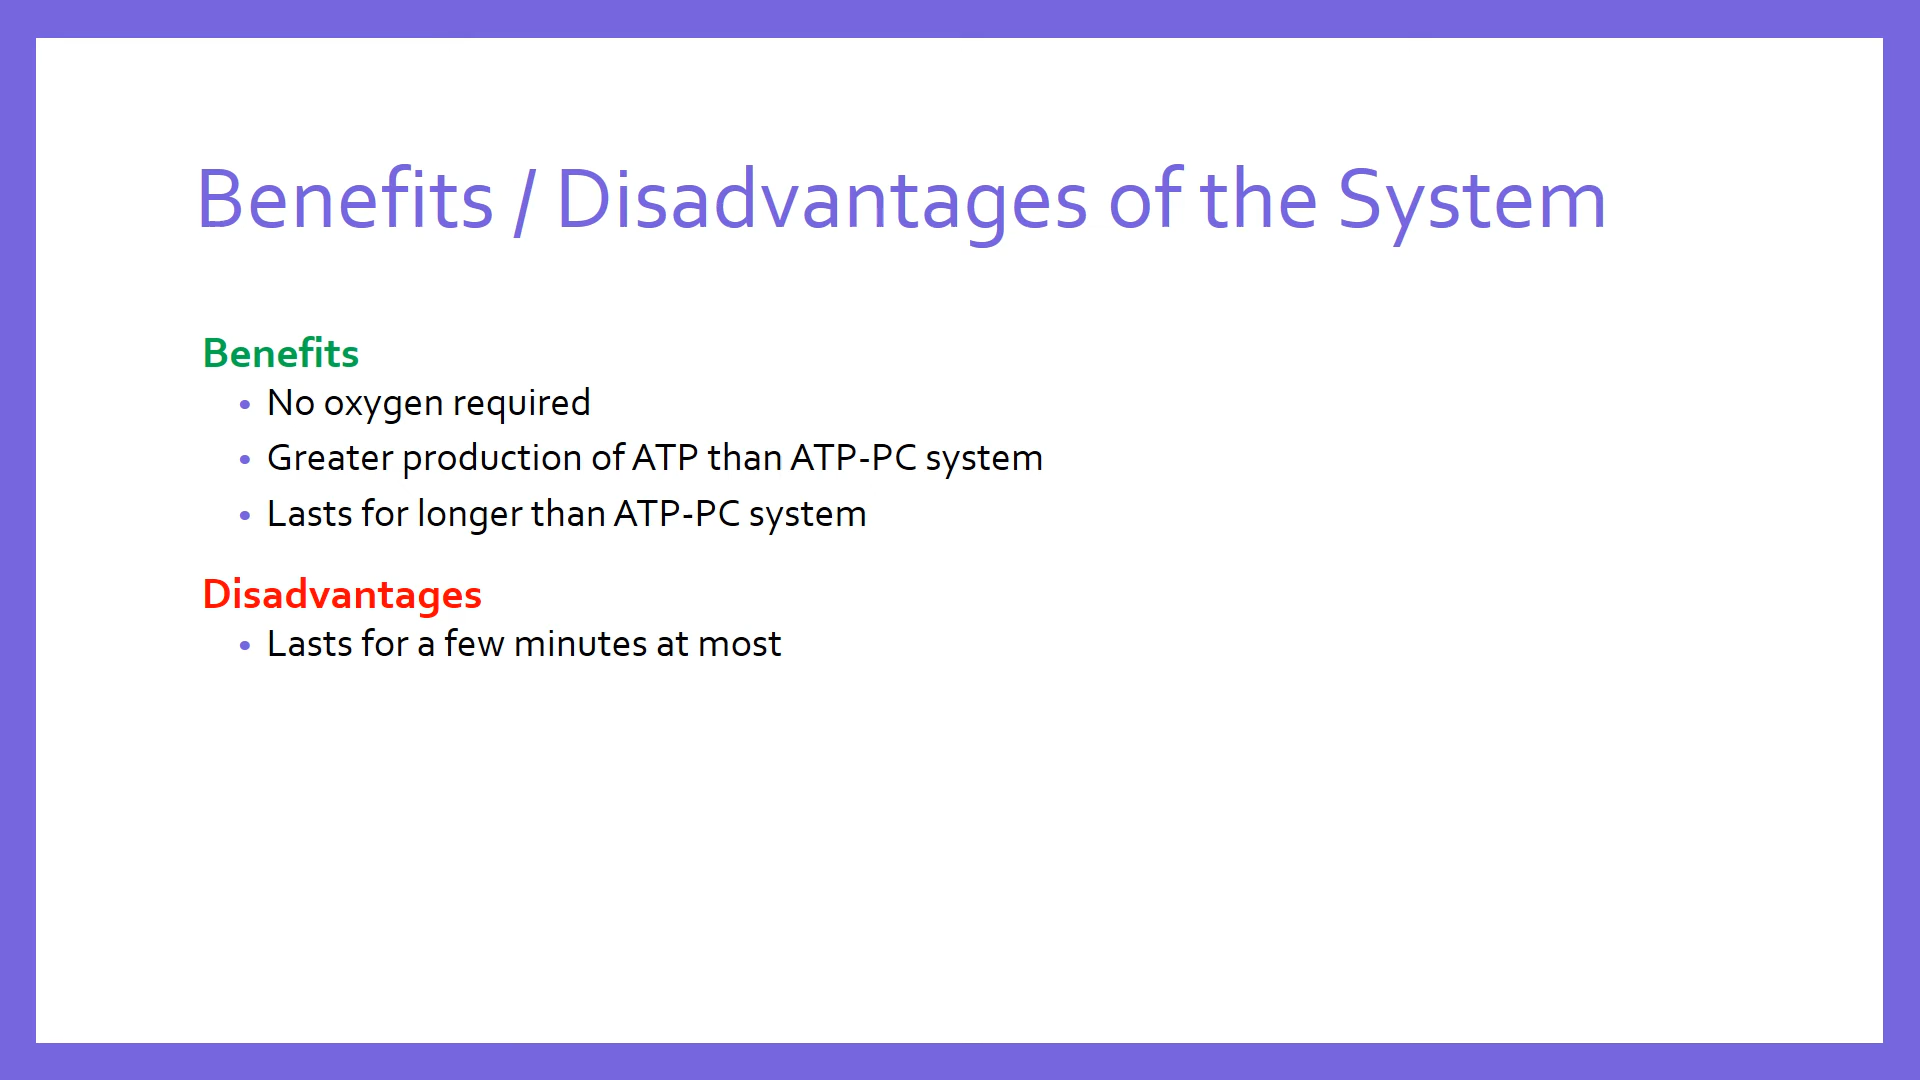 Benefits / Disadvantages of the System
Benefits
• No oxygen required
• Greater production of ATP than ATP-PC system
• Lasts for longer than ATP-PC system
Disadvantages
• Lasts for a few minutes at most